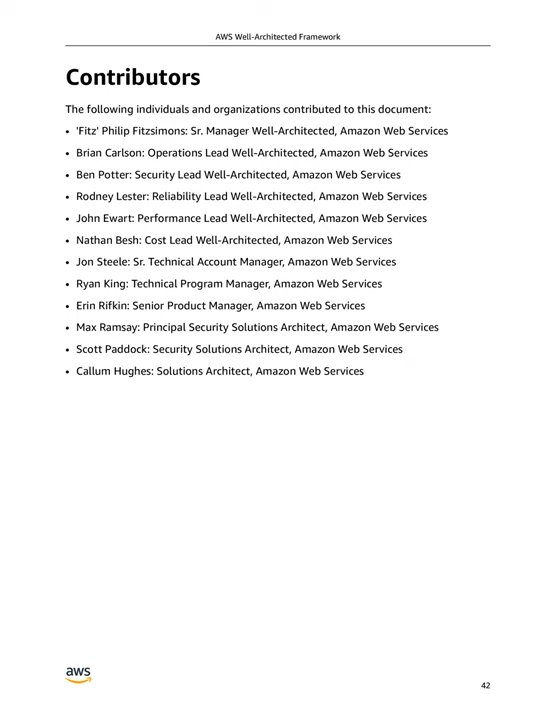 AWS Well-Architected Framework
Contributors
The following individuals and organizations contributed to this document:
• 'Fitz' Philip Fitzsimons: Sr. Manager Well-Architected, Amazon Web Services
• Brian Carlson: Operations Lead Well-Architected, Amazon Web Services
• Ben Potter: Security Lead Well-Architected, Amazon Web Services
• Rodney Lester: Reliability Lead Well-Architected, Amazon Web Services
• John Ewart: Performance Lead Well-Architected, Amazon Web Services
• Nathan Besh: Cost Lead Well-Architected, Amazon Web Services
• Jon Steele: Sr. Technical Account Manager, Amazon Web Services
• Ryan King: Technical Program Manager, Amazon Web Services
• Erin Rifkin: Senior Product Manager, Amazon Web Services
• Max Ramsay: Principal Security Solutions Architect, Amazon Web Services
• Scott Paddock: Security Solutions Architect, Amazon Web Services
• Callum Hughes: Solutions Architect, Amazon Web Services
aws
42